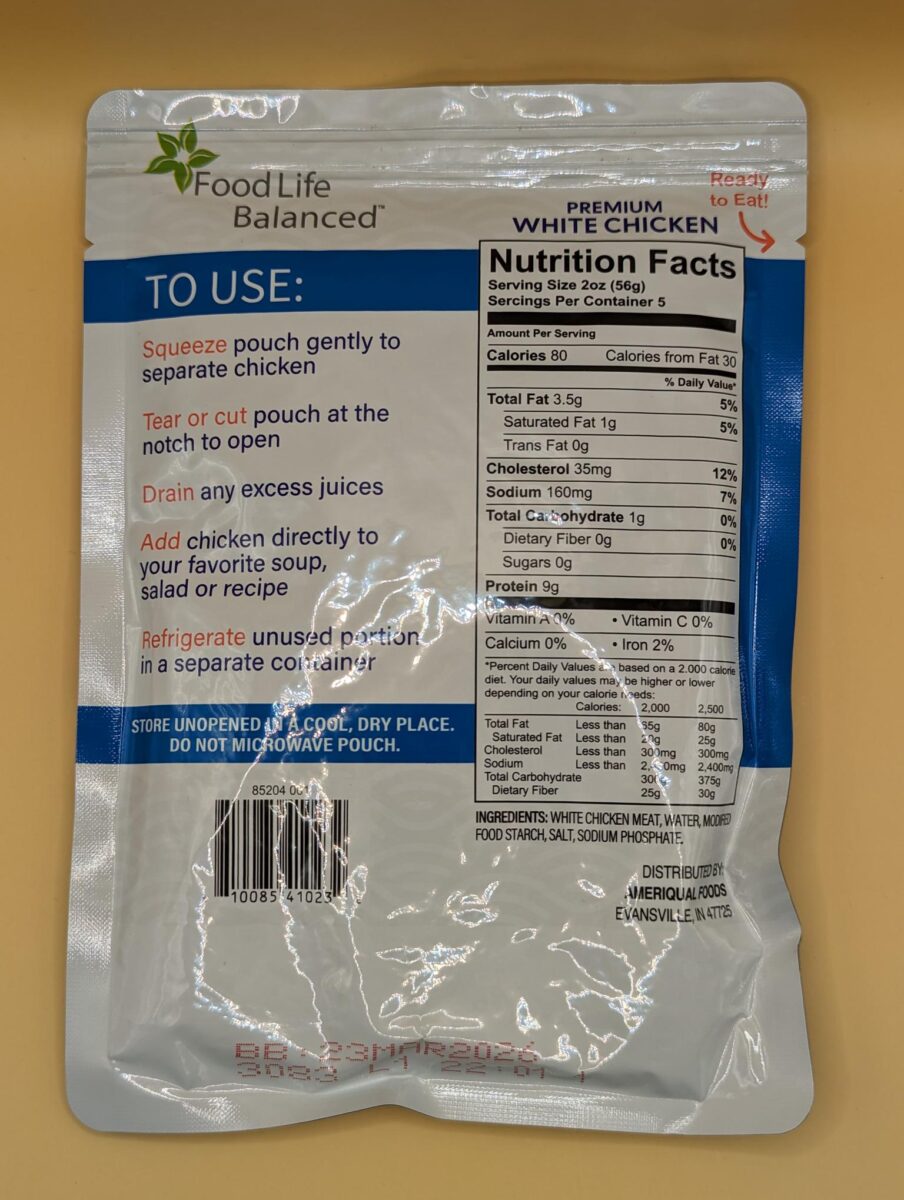 Food Life
Balanced™
Ready
to Eat!
PREMIUM
WHITE CHICKEN
TO USE:
Squeeze pouch gently to
separate chicken
Tear or cut pouch at the
notch to open
Drain any excess juices
Add chicken directly to
your favorite soup,
salad or recipe
Refrigerate unused portion
in a separate container
STORE UNOPENED IN A COOL, DRY PLACE.
DO NOT MICROWAVE POUCH.
85204 001
10085 41023
Nutrition Facts
Serving Size 2oz (56g)
Sercings Per Container 5
Amount Per Serving
Calories 80 Calories from Fat 30
% Daily Value*
Total Fat 3.5g 5%
Saturated Fat 1g 5%
Trans Fat 0g
Cholesterol 35mg 12%
Sodium 160mg 7%
Total Carbohydrate 1g 0%
Dietary Fiber 0g 0%
Sugars 0g
Protein 9g
Vitamin A 0% • Vitamin C 0%
Calcium 0% • Iron 2%
*Percent Daily Values are based on a 2.000 calorie
diet. Your daily values may be higher or lower
depending on your calorie needs:
Calories: 2,000 2,500
Total Fat Less than 65g 80g
Saturated Fat Less than 25g
Cholesterol Less than 300mg 300mg
Sodium Less than 2,400mg
Total Carbohydrate 375g
Dietary Fiber 25g 30g
INGREDIENTS: WHITE CHICKEN MEAT, WATER, MODIFIED
FOOD STARCH, SALT, SODIUM PHOSPHATE.
DISTRIBUTED BY:
AMERIQUAL FOODS
EVANSVILLE, IN 47725
BB: 23MAR2026
3083 L1 22:01